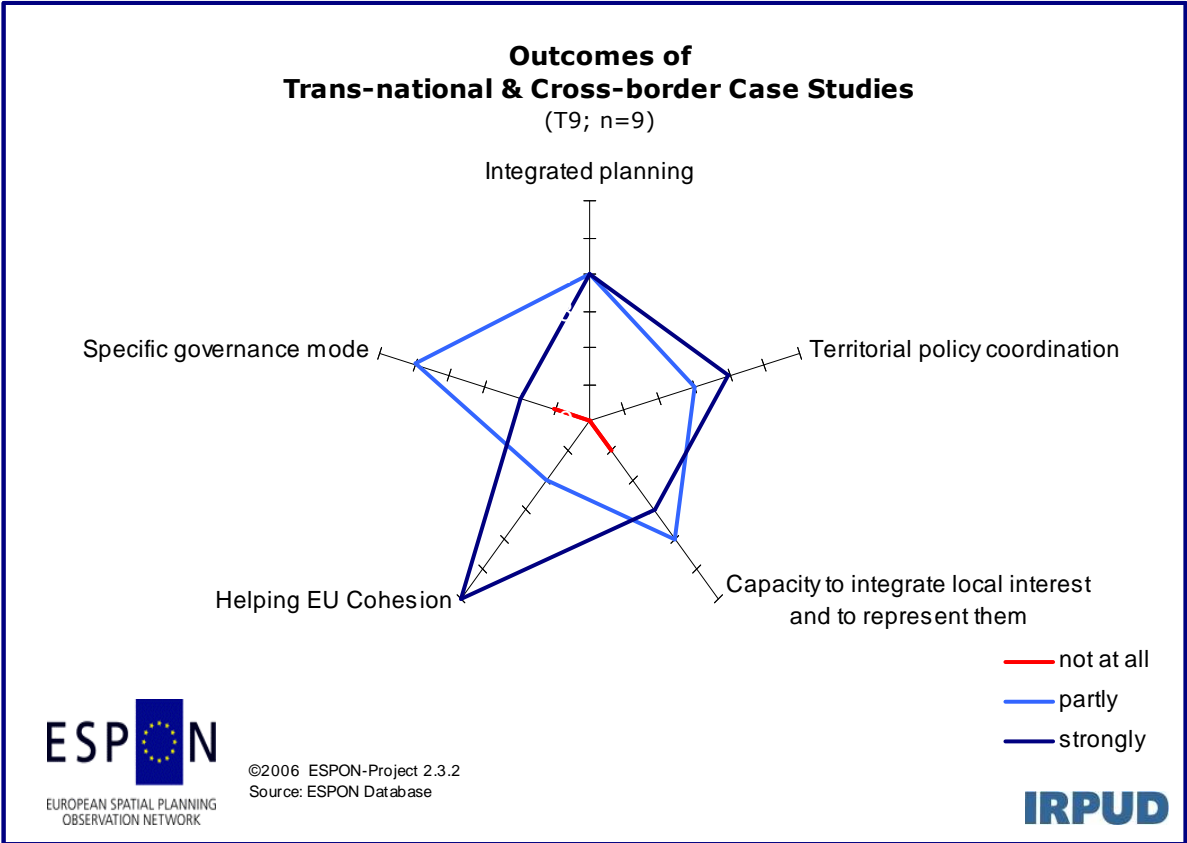 Outcomes of
Trans-national & Cross-border Case Studies
(T9; n=9)
Integrated planning
Specific governance mode
Territorial policy coordination
Helping EU Cohesion
Capacity to integrate local interest
and to represent them
not at all
partly
strongly
ESPON
EUROPEAN SPATIAL PLANNING
OBSERVATION NETWORK
©2006 ESPON-Project 2.3.2
Source: ESPON Database
IRPUD